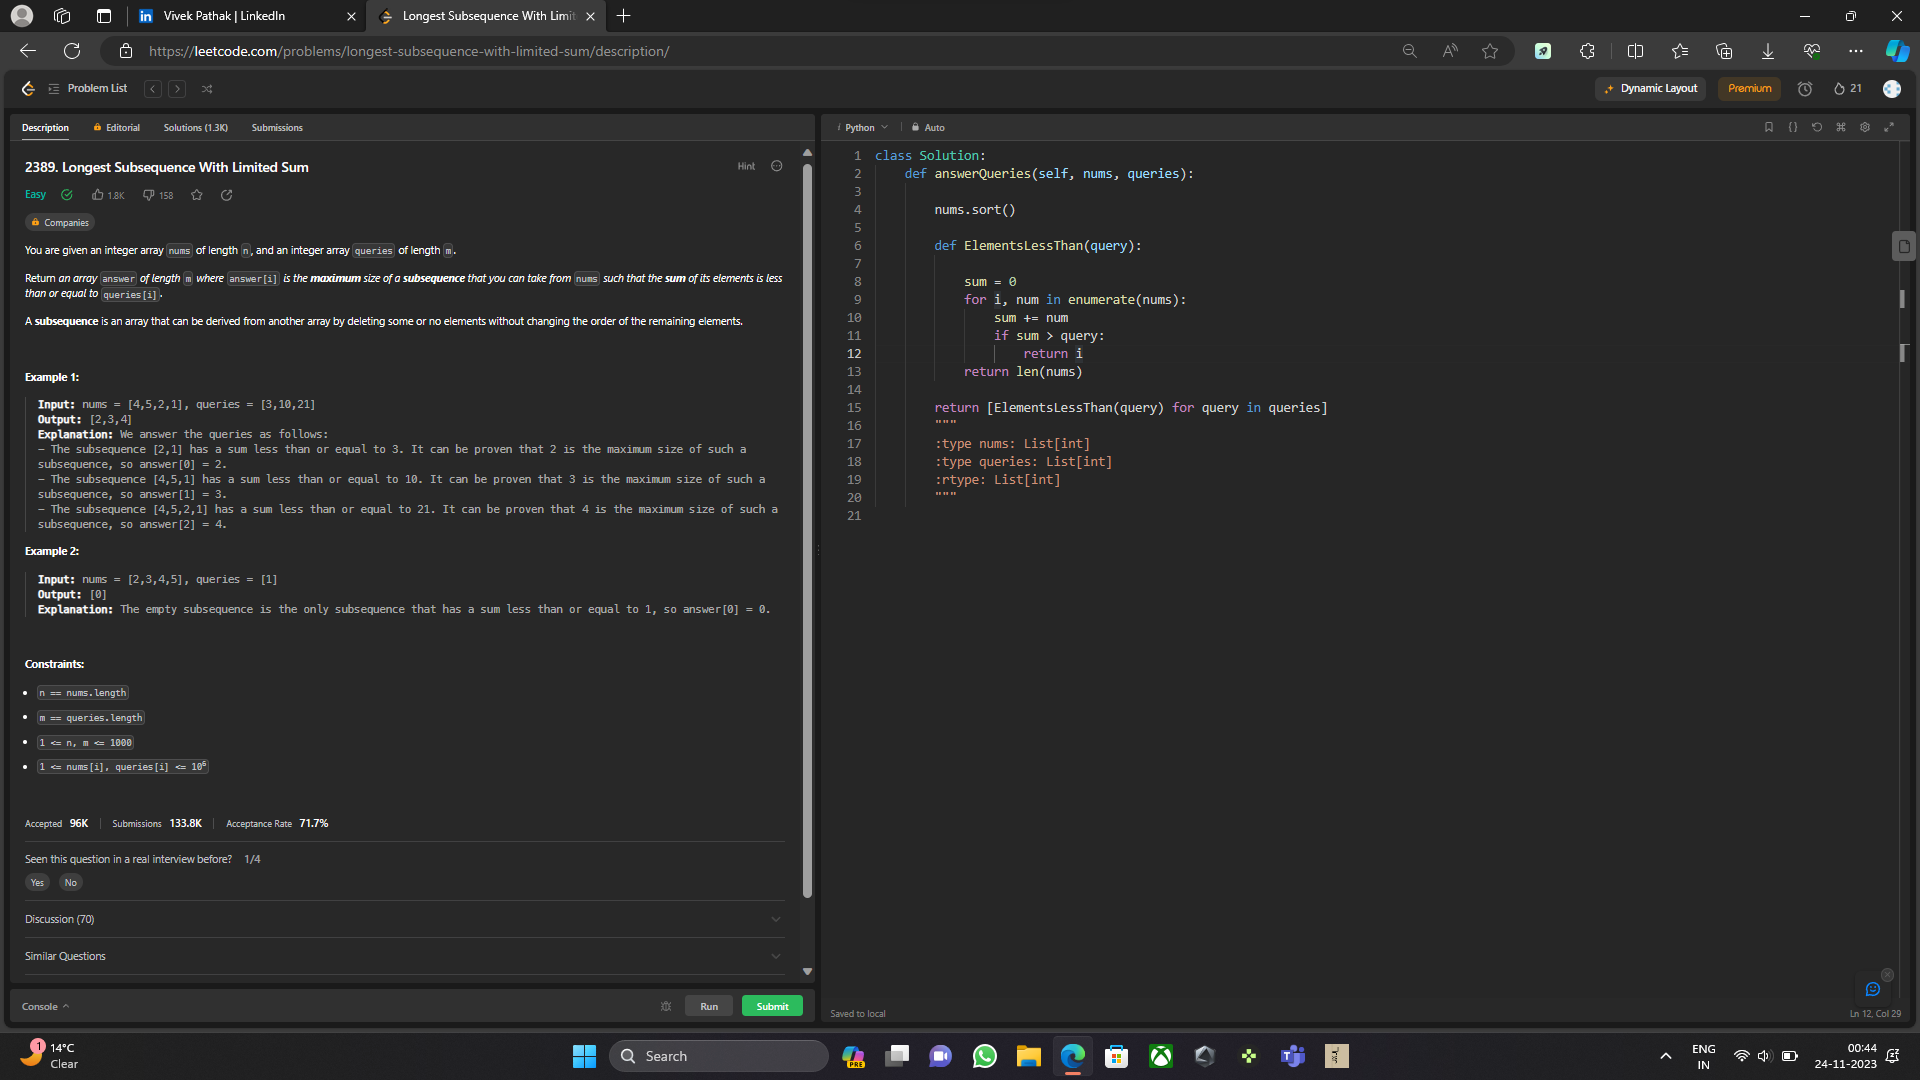 Vivek Pathak | LinkedIn
Longest Subsequence With Limit
https://leetcode.com/problems/longest-subsequence-with-limited-sum/description/
Problem List
Dynamic Layout
Premium
21
Description
Editorial
Solutions (1.3K)
Submissions
2389. Longest Subsequence With Limited Sum
Hint
Easy
1.8K
158
Companies
You are given an integer array nums of length n, and an integer array queries of length m.
Return an array answer of length m where answer[i] is the maximum size of a subsequence that you can take from nums such that the sum of its elements is less
than or equal to queries[i].
A subsequence is an array that can be derived from another array by deleting some or no elements without changing the order of the remaining elements.
Example 1:
Input: nums = [4,5,2,1], queries = [3,10,21]
Output: [2,3,4]
Explanation: We answer the queries as follows:
- The subsequence [2,1] has a sum less than or equal to 3. It can be proven that 2 is the maximum size of such a
subsequence, so answer[0] = 2.
- The subsequence [4,5,1] has a sum less than or equal to 10. It can be proven that 3 is the maximum size of such a
subsequence, so answer[1] = 3.
- The subsequence [4,5,2,1] has a sum less than or equal to 21. It can be proven that 4 is the maximum size of such a
subsequence, so answer[2] = 4.
Example 2:
Input: nums = [2,3,4,5], queries = [1]
Output: [0]
Explanation: The empty subsequence is the only subsequence that has a sum less than or equal to 1, so answer[0] = 0.
Constraints:
n == nums.length
m == queries.length
1 <= n, m <= 1000
1 <= nums[i], queries[i] <= 10⁶
Accepted 96K
Submissions 133.8K
Acceptance Rate 71.7%
Seen this question in a real interview before? 1/4
Yes
No
Discussion (70)
Similar Questions
Console
Run
Submit
i Python
Auto
1 class Solution:
2 def answerQueries(self, nums, queries):
3
4 nums.sort()
5
6 def ElementsLessThan(query):
7
8 sum = 0
9 for i, num in enumerate(nums):
10 sum += num
11 if sum > query:
12 return i
13 return len(nums)
14
15 return [ElementsLessThan(query) for query in queries]
16 """
17 :type nums: List[int]
18 :type queries: List[int]
19 :rtype: List[int]
20 """
21
Saved to local
Ln 12, Col 29
1
14°C
Clear
Search
PRE
ENG
IN
00:44
24-11-2023